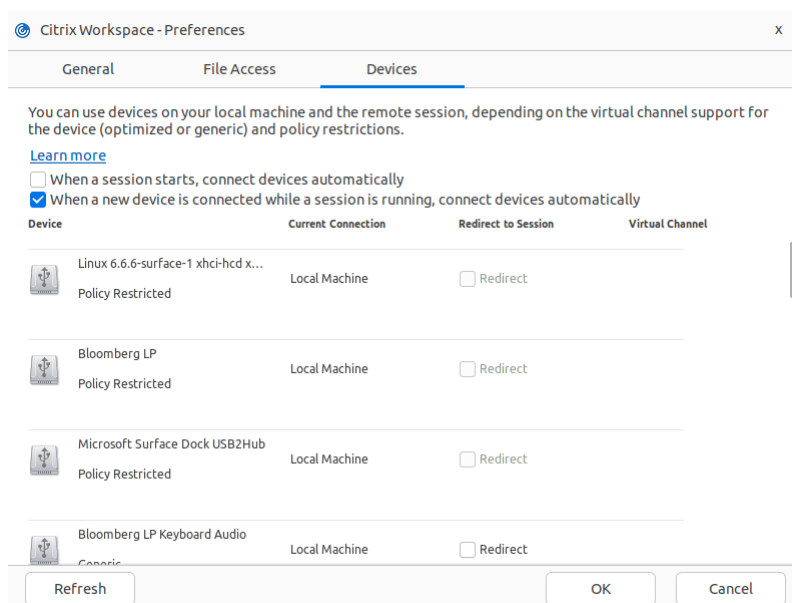 Citrix Workspace - Preferences
x
General File Access Devices
You can use devices on your local machine and the remote session, depending on the virtual channel support for
the device (optimized or generic) and policy restrictions.
Learn more
When a session starts, connect devices automatically
When a new device is connected while a session is running, connect devices automatically
Device Current Connection Redirect to Session Virtual Channel
Linux 6.6.6-surface-1 xhci-hcd x...
Local Machine Redirect
Policy Restricted
Bloomberg LP
Local Machine Redirect
Policy Restricted
Microsoft Surface Dock USB2Hub
Local Machine Redirect
Policy Restricted
Bloomberg LP Keyboard Audio
Local Machine Redirect
Generic
Refresh OK Cancel